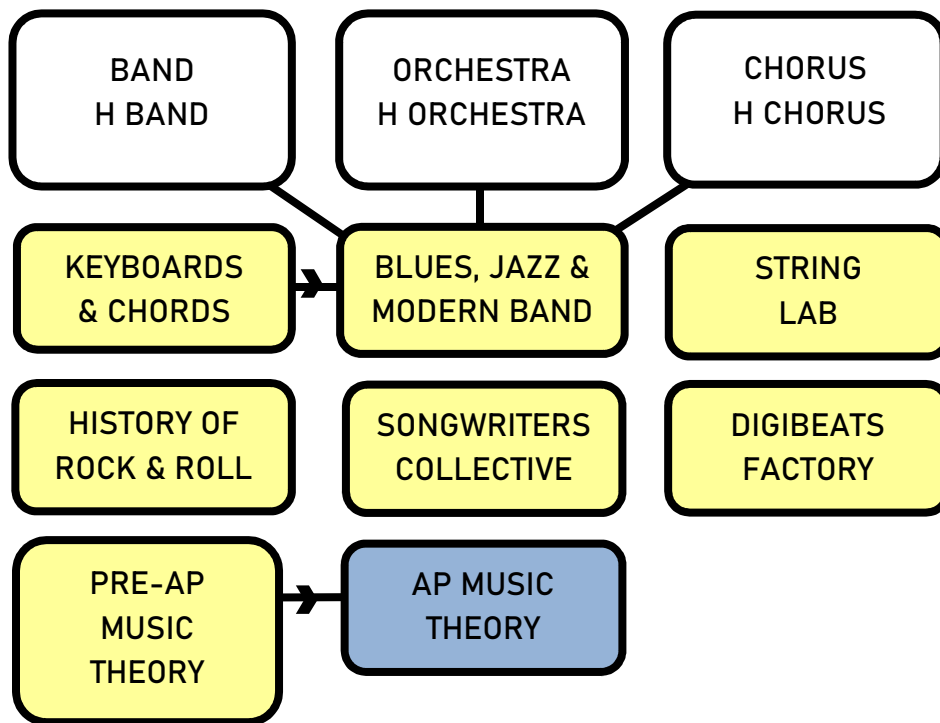 BAND
H BAND
ORCHESTRA
H ORCHESTRA
CHORUS
H CHORUS
KEYBOARDS
& CHORDS
BLUES, JAZZ &
MODERN BAND
STRING
LAB
HISTORY OF
ROCK & ROLL
SONGWRITERS
COLLECTIVE
DIGIBEATS
FACTORY
PRE-AP
MUSIC
THEORY
AP MUSIC
THEORY